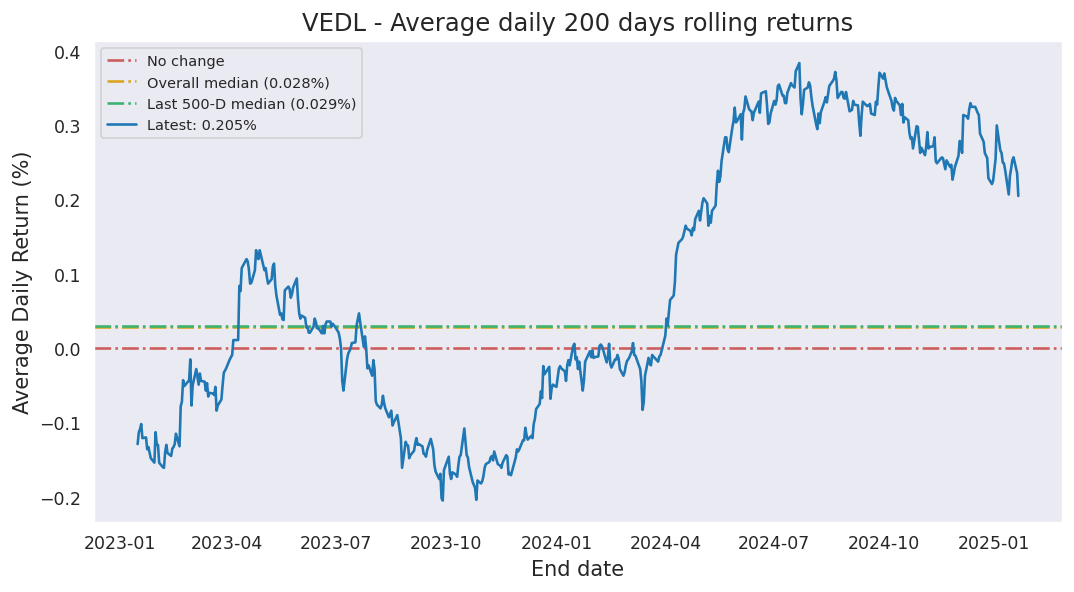 VEDL - Average daily 200 days rolling returns
No change
Overall median (0.028%)
Last 500-D median (0.029%)
Latest: 0.205%
Average Daily Return (%)
0.4
0.3
0.2
0.1
0.0
−0.1
−0.2
2023-01 2023-04 2023-07 2023-10 2024-01 2024-04 2024-07 2024-10 2025-01
End date